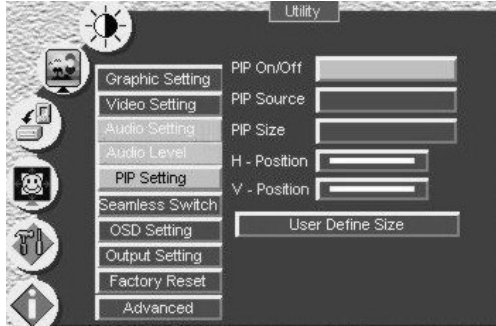 Utility
Graphic Setting
Video Setting
Audio Setting
Audio Level
PIP Setting
Seamless Switch
OSD Setting
Output Setting
Factory Reset
Advanced
PIP On/Off
PIP Source
PIP Size
H - Position
V - Position
User Define Size